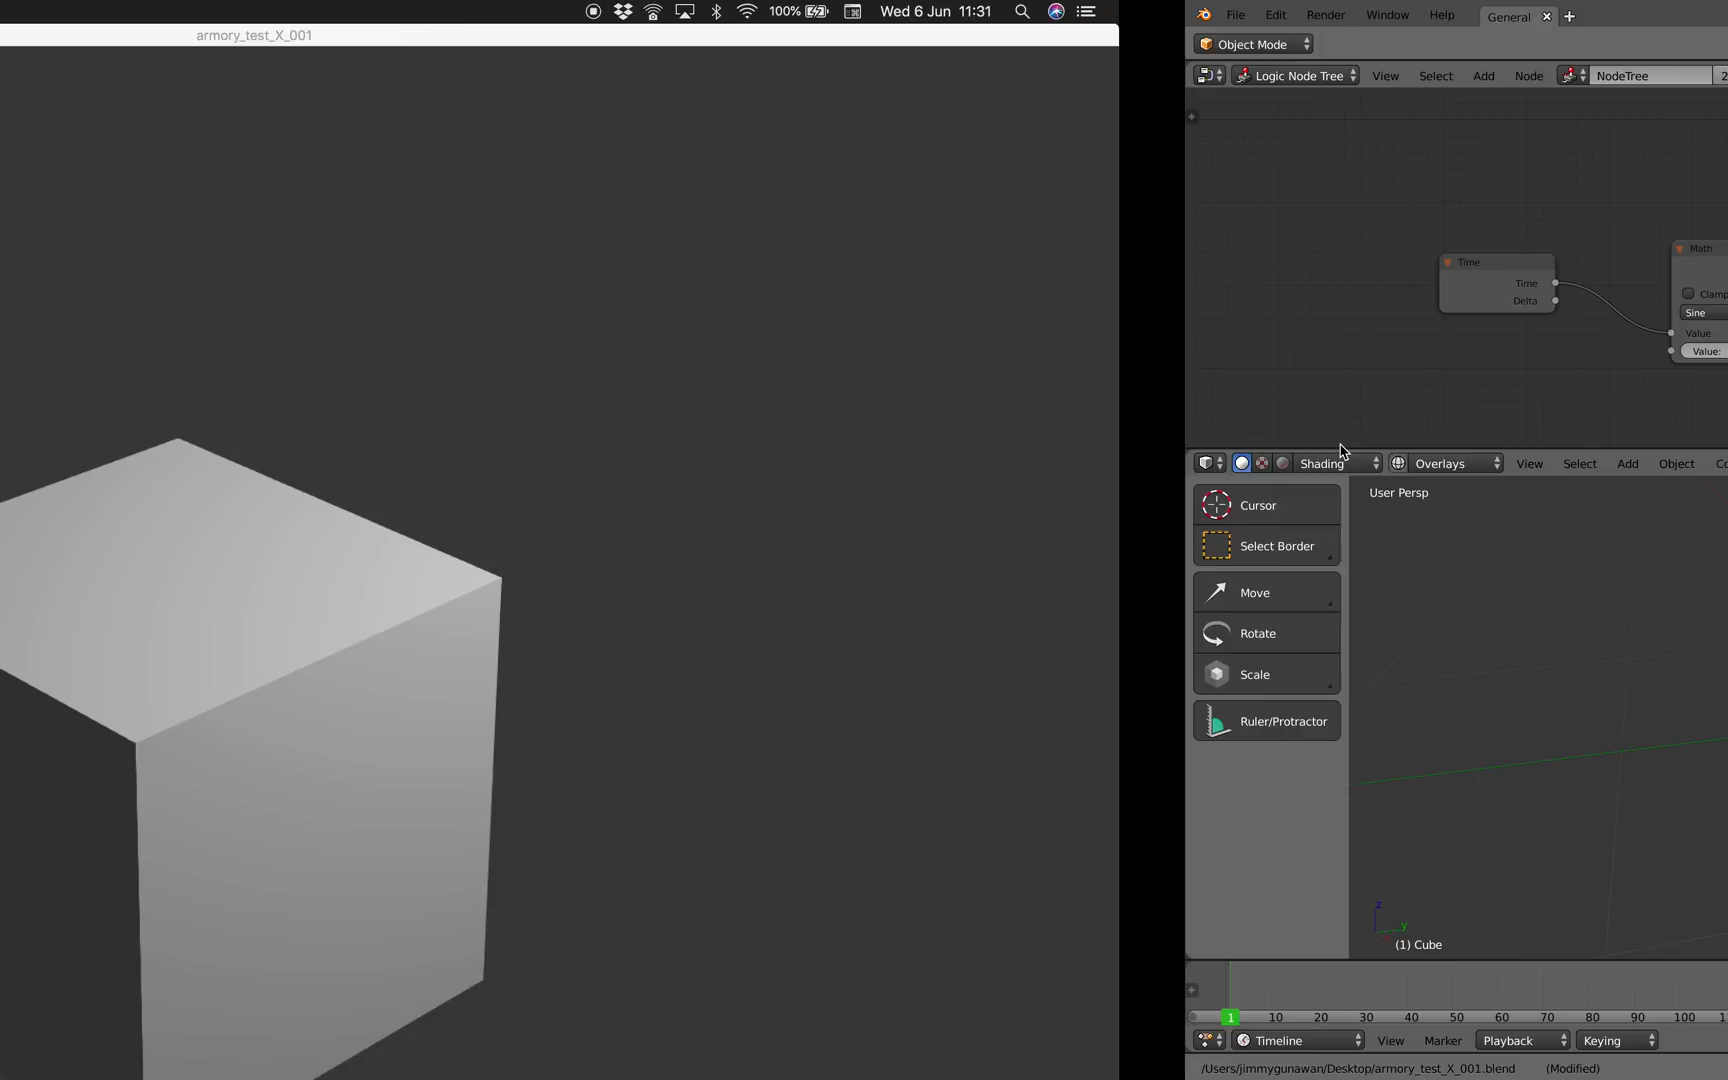 100% Wed 6 Jun 11:31
armory_test_X_001
File Edit Render Window Help General
Object Mode
Logic Node Tree View Select Add Node NodeTree 2
Time
Time
Delta
Math
Clamp
Sine
Value
Value:
Shading Overlays View Select Add Object
Cursor
Select Border
Move
Rotate
Scale
Ruler/Protractor
User Persp
z
y
(1) Cube
1 10 20 30 40 50 60 70 80 90 100
Timeline View Marker Playback Keying
/Users/jimmygunawan/Desktop/armory_test_X_001.blend (Modified)